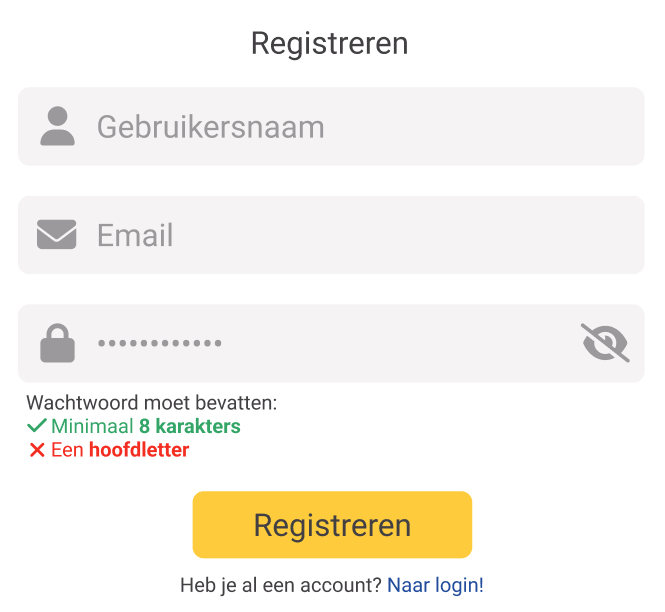 Registreren
Gebruikersnaam
Email
••••••••••••
Wachtwoord moet bevatten:
Minimaal 8 karakters
Een hoofdletter
Registreren
Heb je al een account? Naar login!